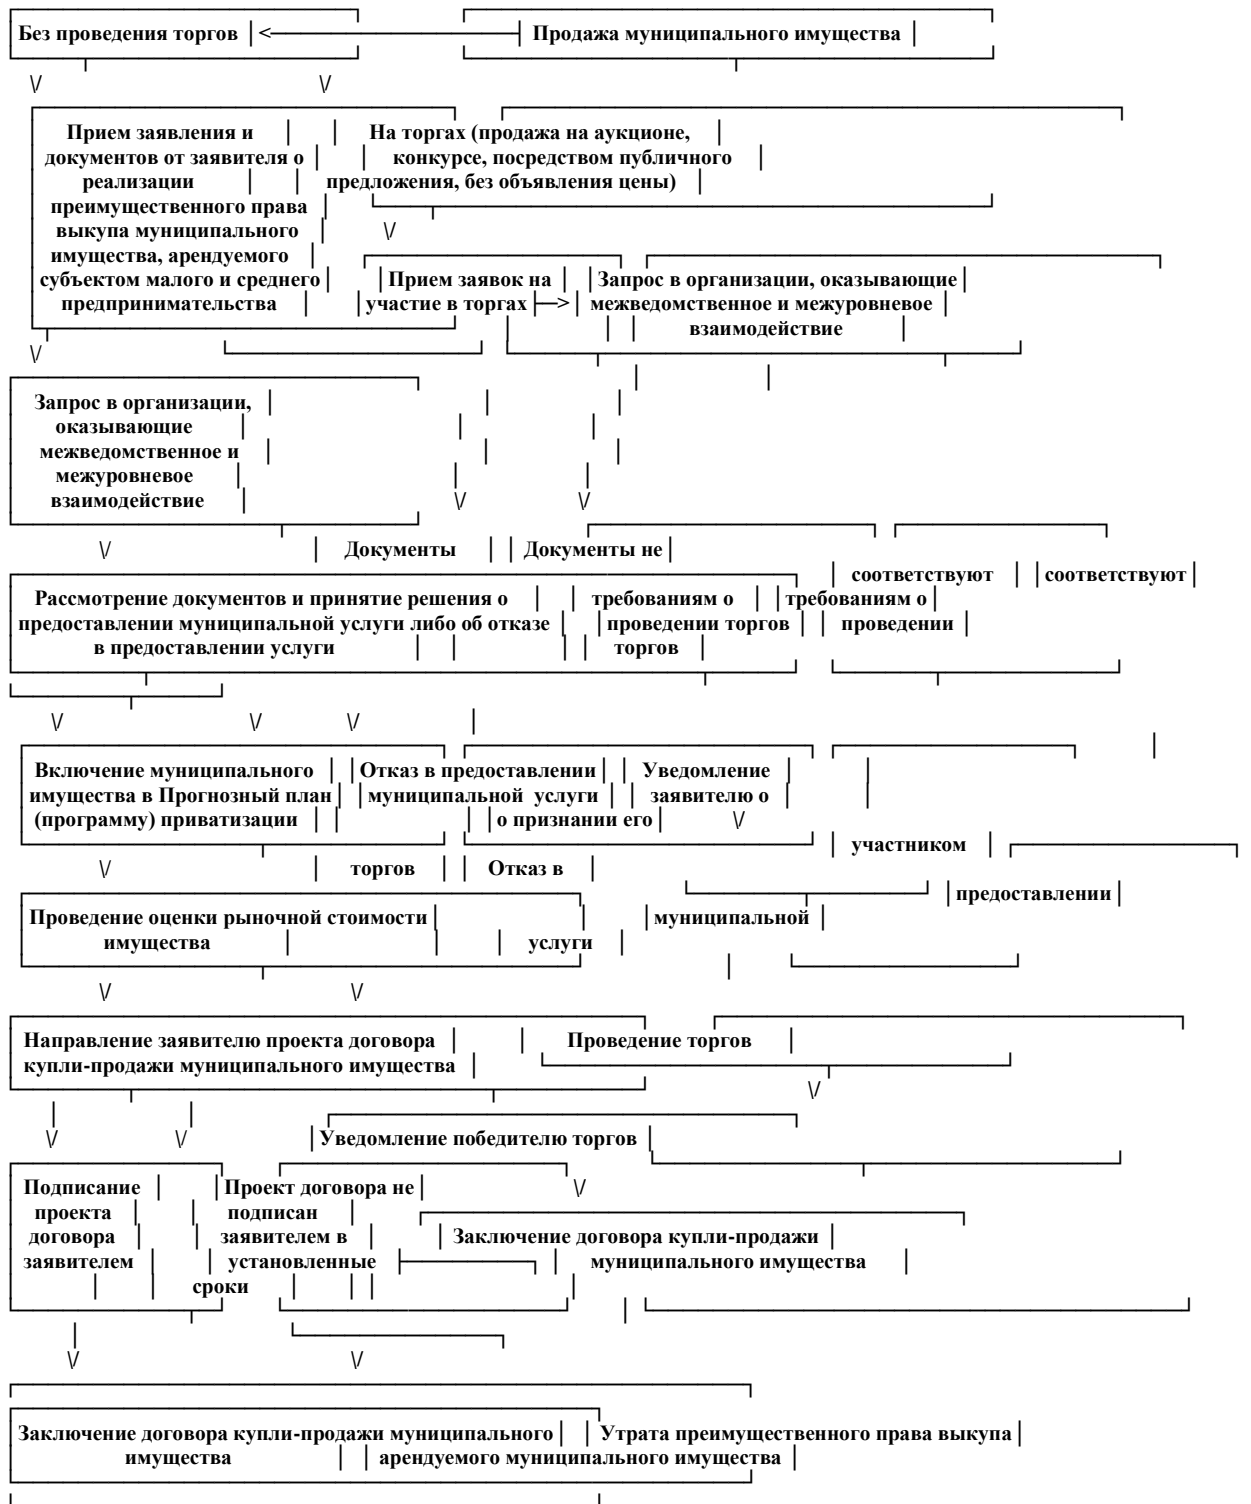 Без проведения торгов Продажа муниципального имущества
Прием заявления и На торгах (продажа на аукционе,
документов от заявителя о конкурсе, посредством публичного
реализации предложения, без объявления цены)
преимущественного права
выкупа муниципального
имущества, арендуемого
субъектом малого и среднего Прием заявок на Запрос в организации, оказывающие
предпринимательства участие в торгах межведомственное и межуровневое
взаимодействие
Запрос в организации,
оказывающие
межведомственное и
межуровневое
взаимодействие
Документы Документы не
соответствуют соответствуют
Рассмотрение документов и принятие решения о требованиям о требованиям о
предоставлении муниципальной услуги либо об отказе проведении торгов проведении
в предоставлении услуги торгов
Включение муниципального Отказ в предоставлении Уведомление
имущества в Прогнозный план муниципальной услуги заявителю о
(программу) приватизации о признании его
участником
торгов Отказ в
предоставлении
Проведение оценки рыночной стоимости муниципальной
имущества услуги
Направление заявителю проекта договора Проведение торгов
купли-продажи муниципального имущества
Уведомление победителю торгов
Подписание Проект договора не
проекта подписан
договора заявителем в Заключение договора купли-продажи
заявителем установленные муниципального имущества
сроки
Заключение договора купли-продажи муниципального Утрата преимущественного права выкупа
имущества арендуемого муниципального имущества